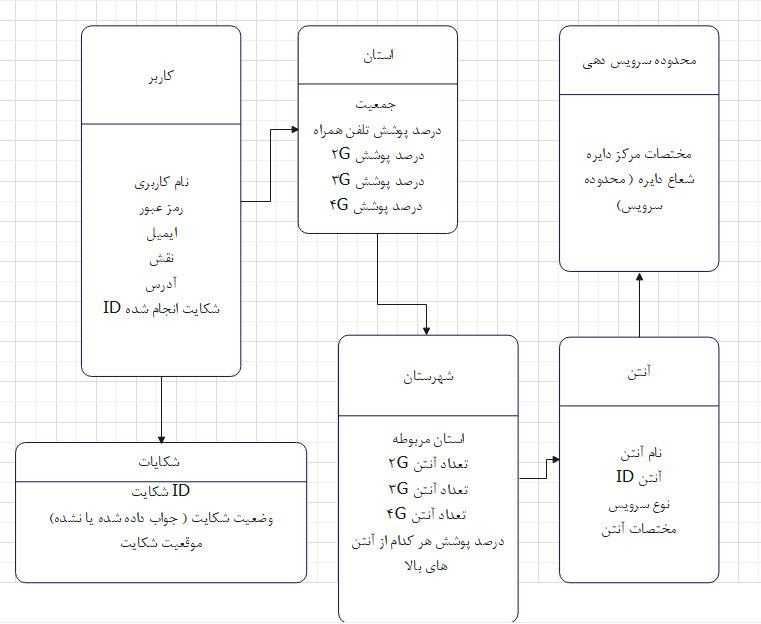 کاربر
نام کاربری
رمز عبور
ایمیل
نقش
آدرس
شکایت انجام شده ID
استان
جمعیت
درصد پوشش تلفن همراه
درصد پوشش ۲G
درصد پوشش ۳G
درصد پوشش ۴G
محدوده سرویس دهی
مختصات مرکز دایره
شعاع دایره ( محدوده
سرویس)
شکایات
ID شکایت
وضعیت شکایت ( جواب داده شده یا نشده)
موقعیت شکایت
شهرستان
استان مربوطه
تعداد آنتن ۲G
تعداد آنتن ۳G
تعداد آنتن ۴G
درصد پوشش هر کدام از آنتن
های بالا
آنتن
نام آنتن
آنتن ID
نوع سرویس
مختصات آنتن